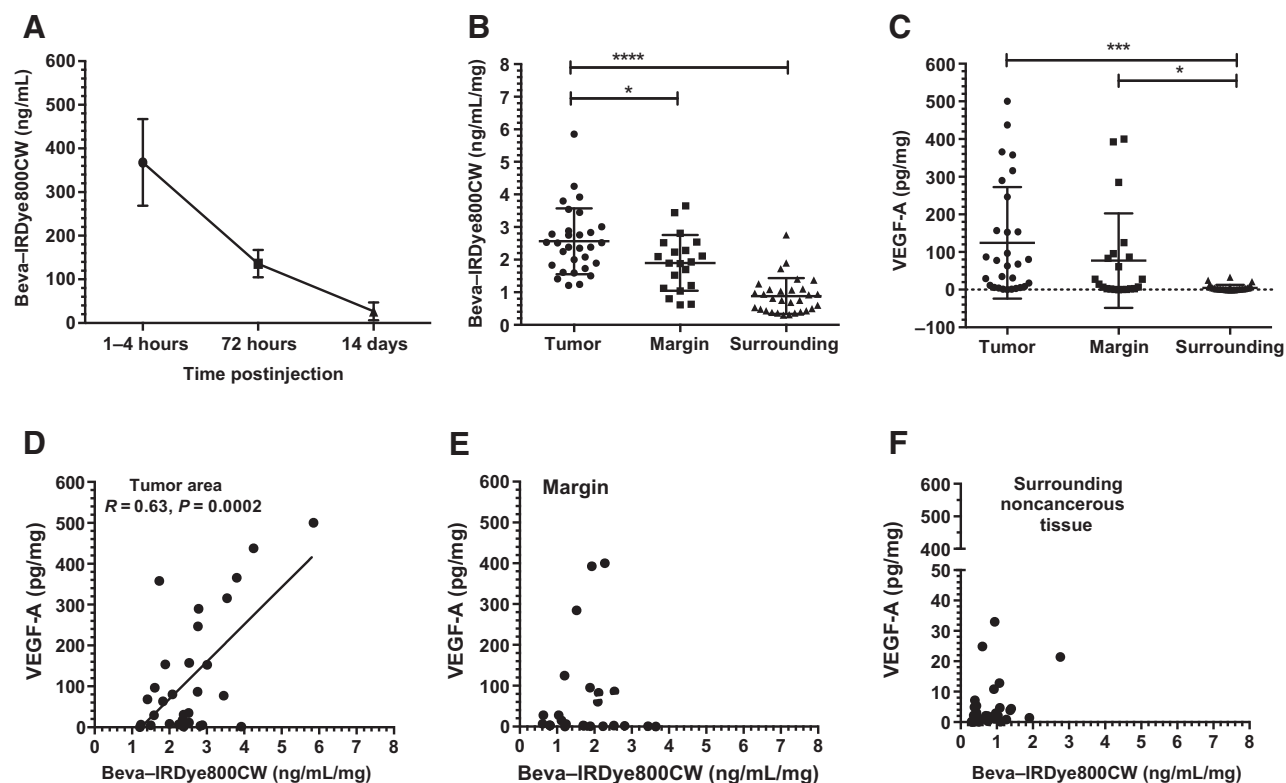 A
600
500
400
300
200
100
0
Beva–IRDye800CW (ng/mL)
1–4 hours 72 hours 14 days
Time postinjection
B
8
7
6
5
4
3
2
1
0
Beva–IRDye800CW (ng/mL/mg)
****
*
Tumor Margin Surrounding
C
600
500
400
300
200
100
0
–100
VEGF-A (pg/mg)
***
*
Tumor Margin Surrounding
D
600
500
400
300
200
100
0
VEGF-A (pg/mg)
Tumor area
R = 0.63, P = 0.0002
0 1 2 3 4 5 6 7 8
Beva–IRDye800CW (ng/mL/mg)
E
600
500
400
300
200
100
0
VEGF-A (pg/mg)
Margin
0 1 2 3 4 5 6 7 8
Beva–IRDye800CW (ng/mL/mg)
F
600
500
400
50
40
30
20
10
0
VEGF-A (pg/mg)
Surrounding
noncancerous
tissue
0 1 2 3 4 5 6 7 8
Beva–IRDye800CW (ng/mL/mg)